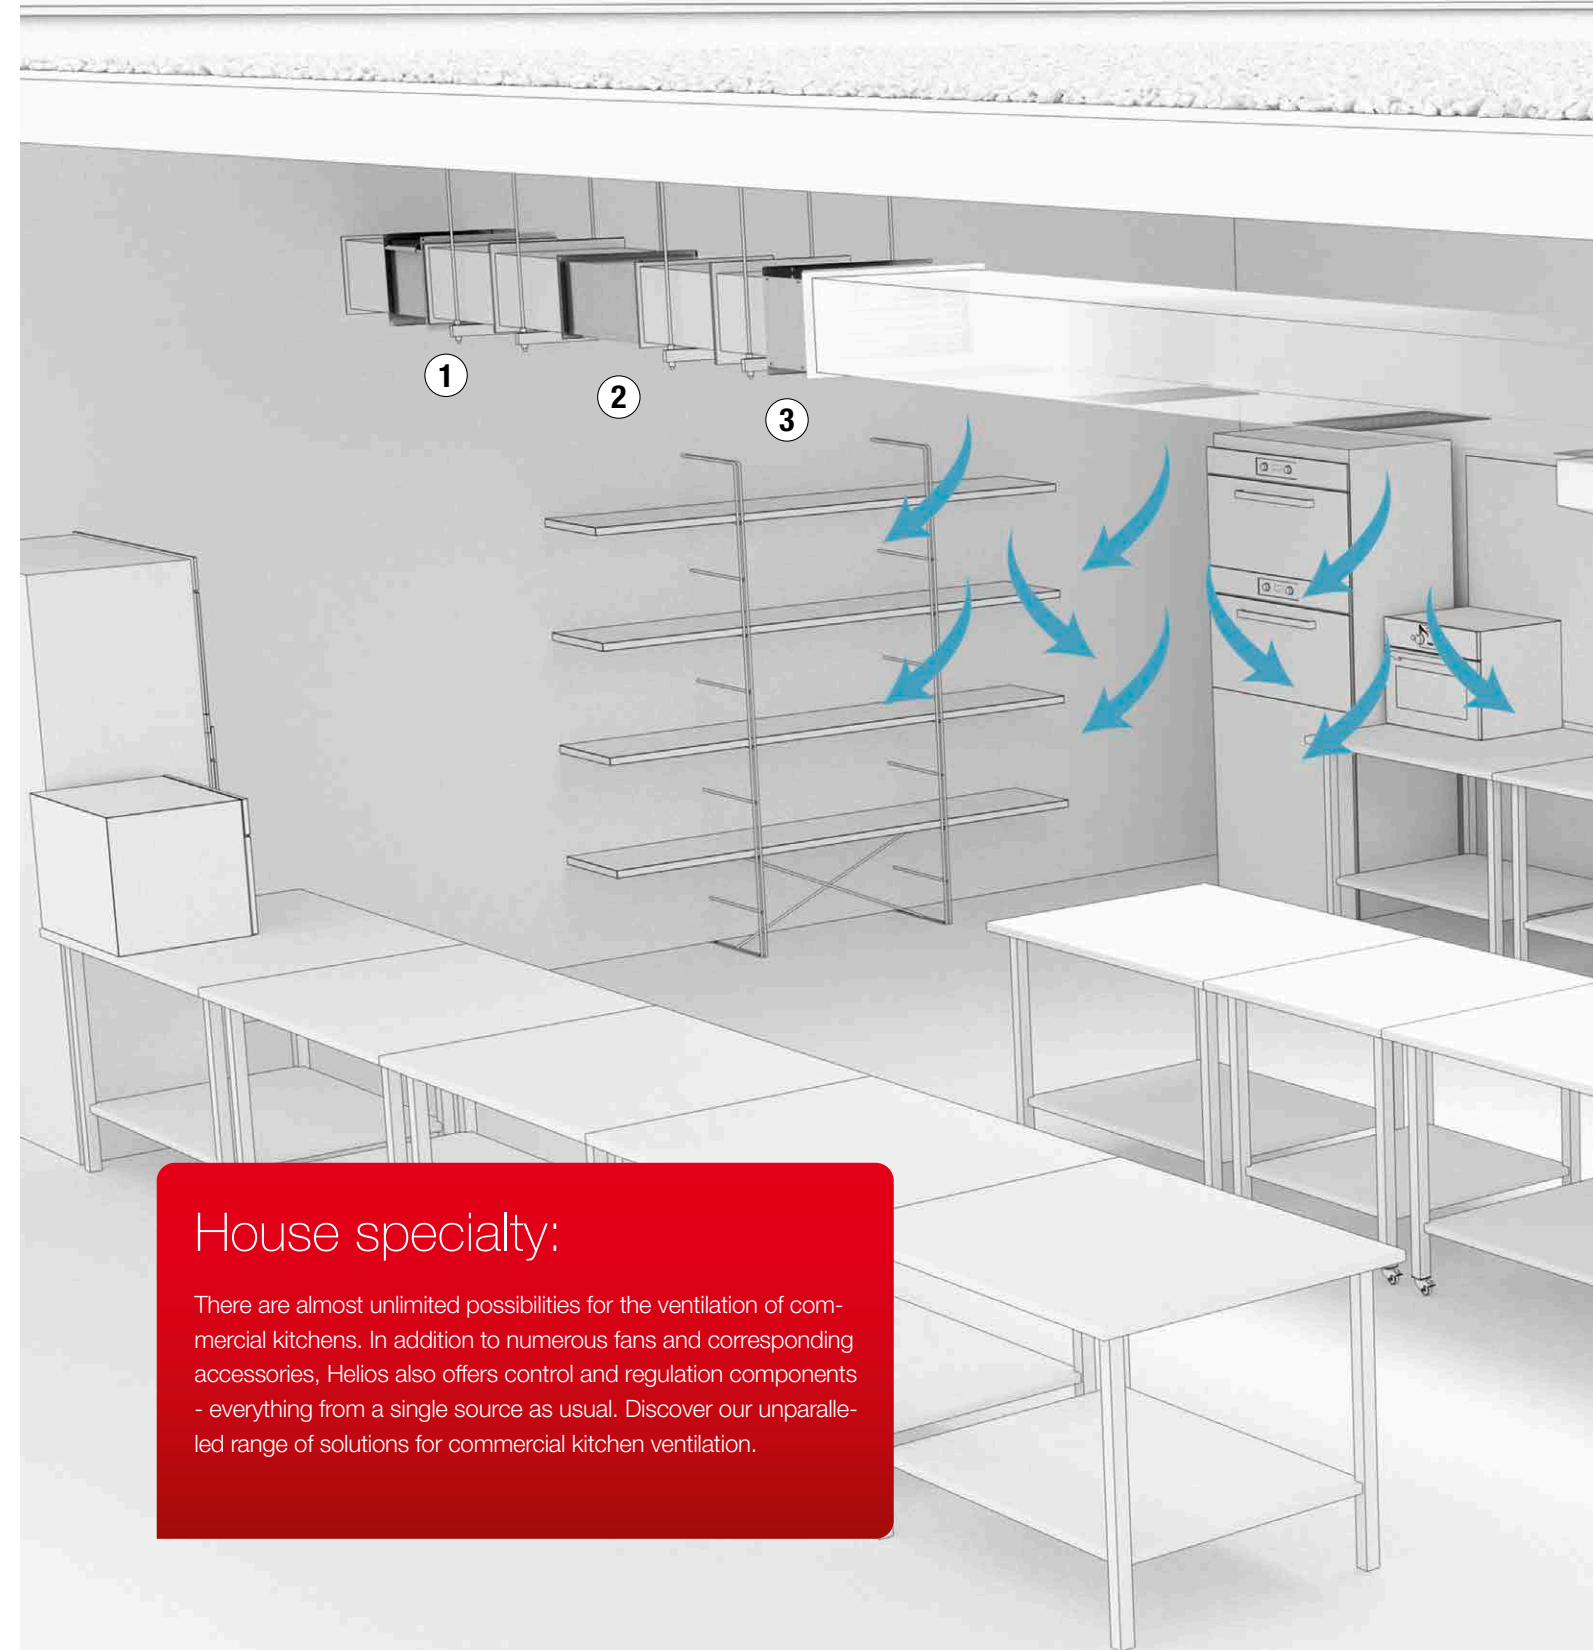 1
2
3
House specialty:
There are almost unlimited possibilities for the ventilation of com-
mercial kitchens. In addition to numerous fans and corresponding
accessories, Helios also offers control and regulation components
- everything from a single source as usual. Discover our unparalle-
led range of solutions for commercial kitchen ventilation.